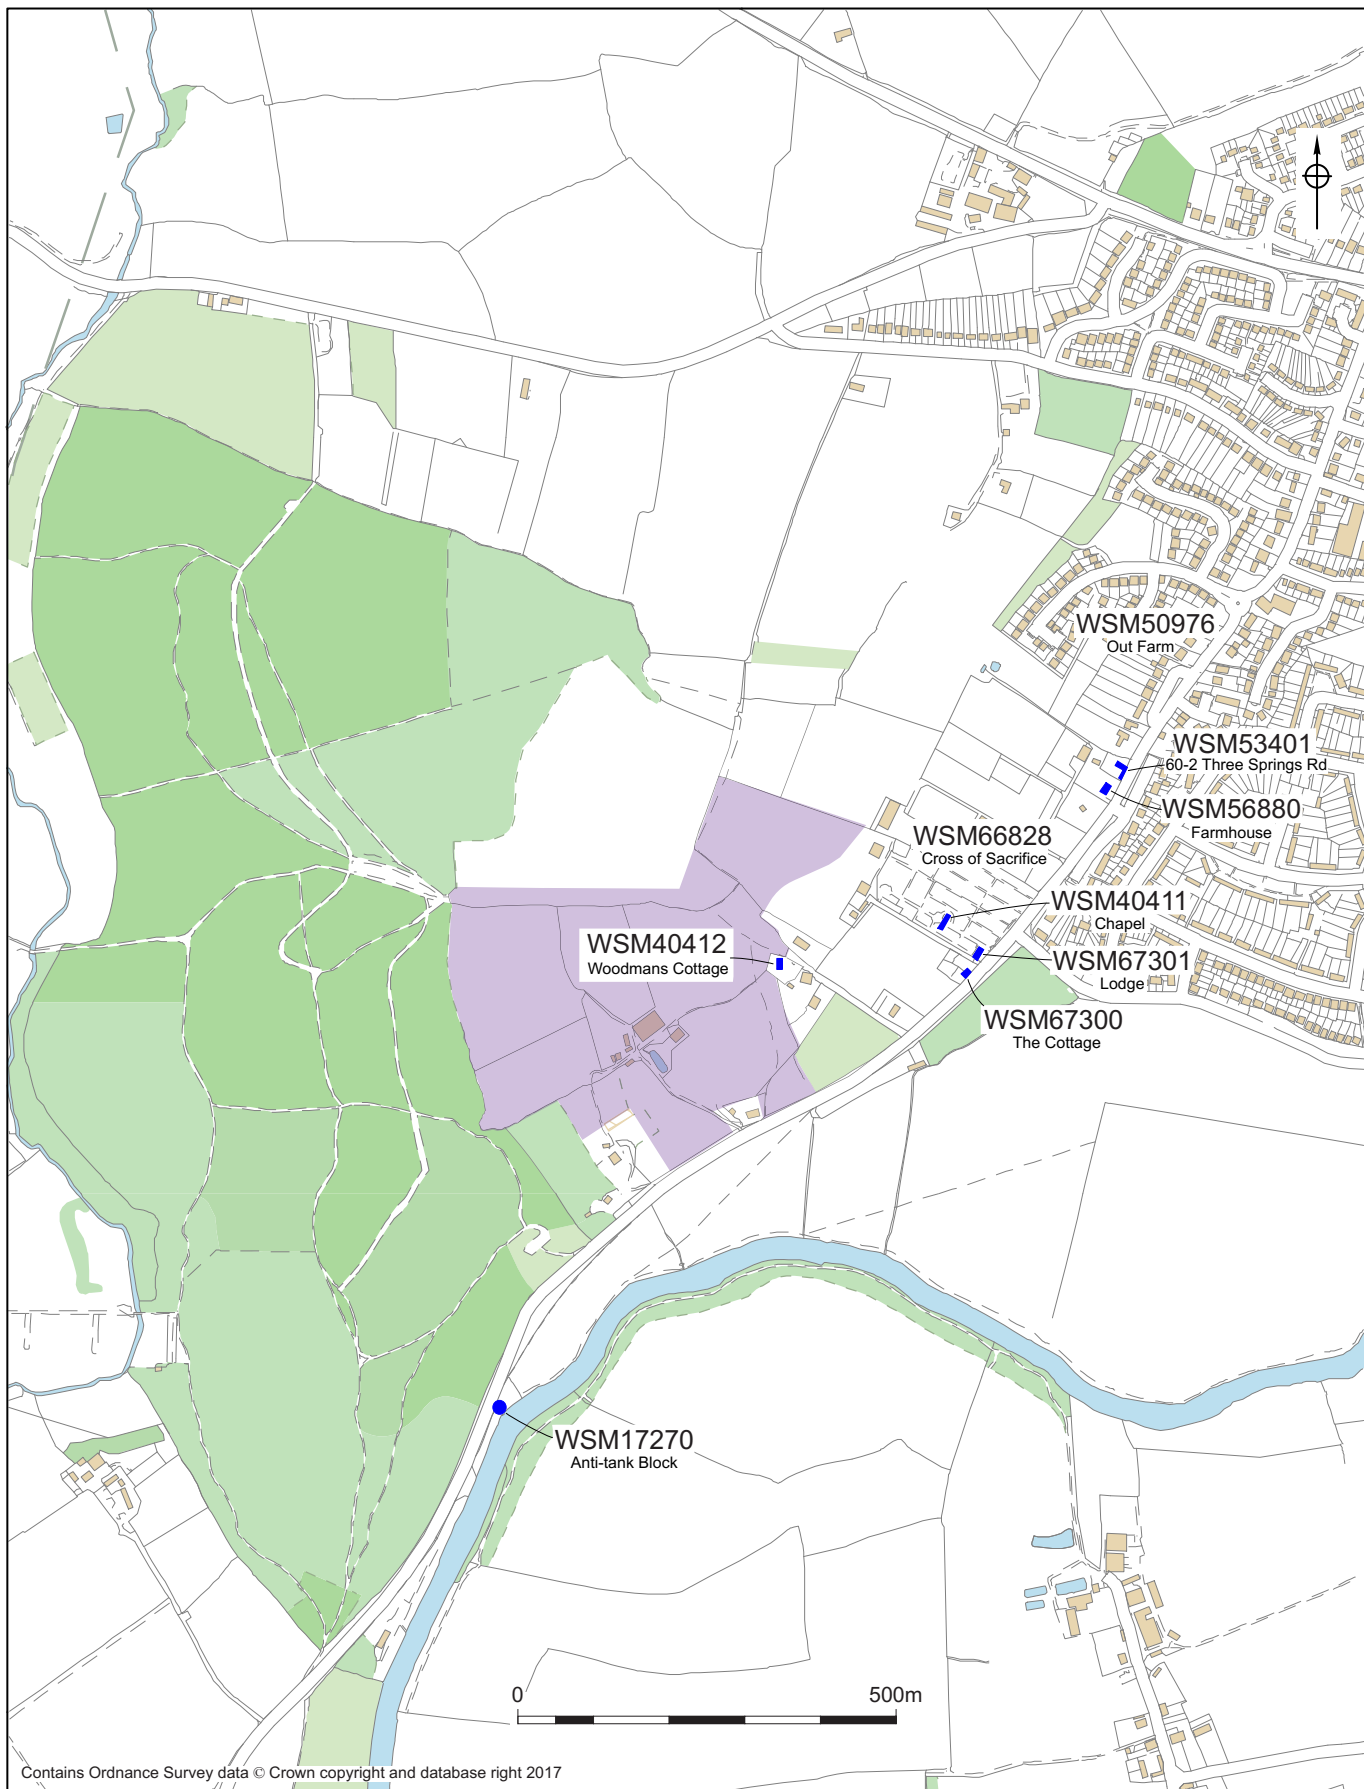 WSM50976
Out Farm
WSM53401
60-2 Three Springs Rd
WSM56880
Farmhouse
WSM66828
Cross of Sacrifice
WSM40411
Chapel
WSM40412
Woodmans Cottage
WSM67301
Lodge
WSM67300
The Cottage
WSM17270
Anti-tank Block
0 500m
Contains Ordnance Survey data © Crown copyright and database right 2017